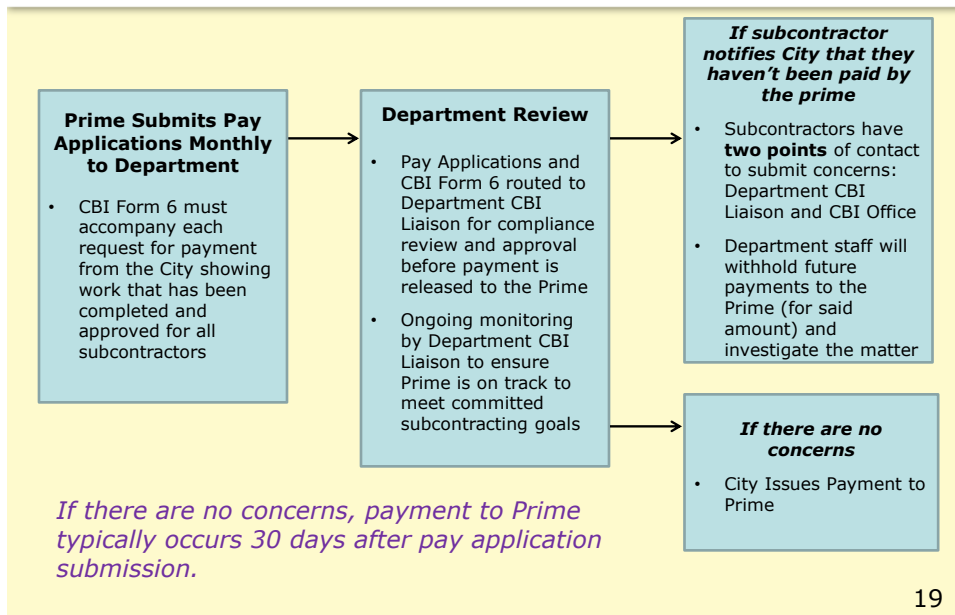 Prime Submits Pay
Applications Monthly
to Department
• CBI Form 6 must
accompany each
request for payment
from the City showing
work that has been
completed and
approved for all
subcontractors
Department Review
• Pay Applications and
CBI Form 6 routed to
Department CBI
Liaison for compliance
review and approval
before payment is
released to the Prime
• Ongoing monitoring
by Department CBI
Liaison to ensure
Prime is on track to
meet committed
subcontracting goals
If subcontractor
notifies City that they
haven’t been paid by
the prime
• Subcontractors have
two points of contact
to submit concerns:
Department CBI
Liaison and CBI Office
• Department staff will
withhold future
payments to the
Prime (for said
amount) and
investigate the matter
If there are no
concerns
• City Issues Payment to
Prime
If there are no concerns, payment to Prime
typically occurs 30 days after pay application
submission.
19